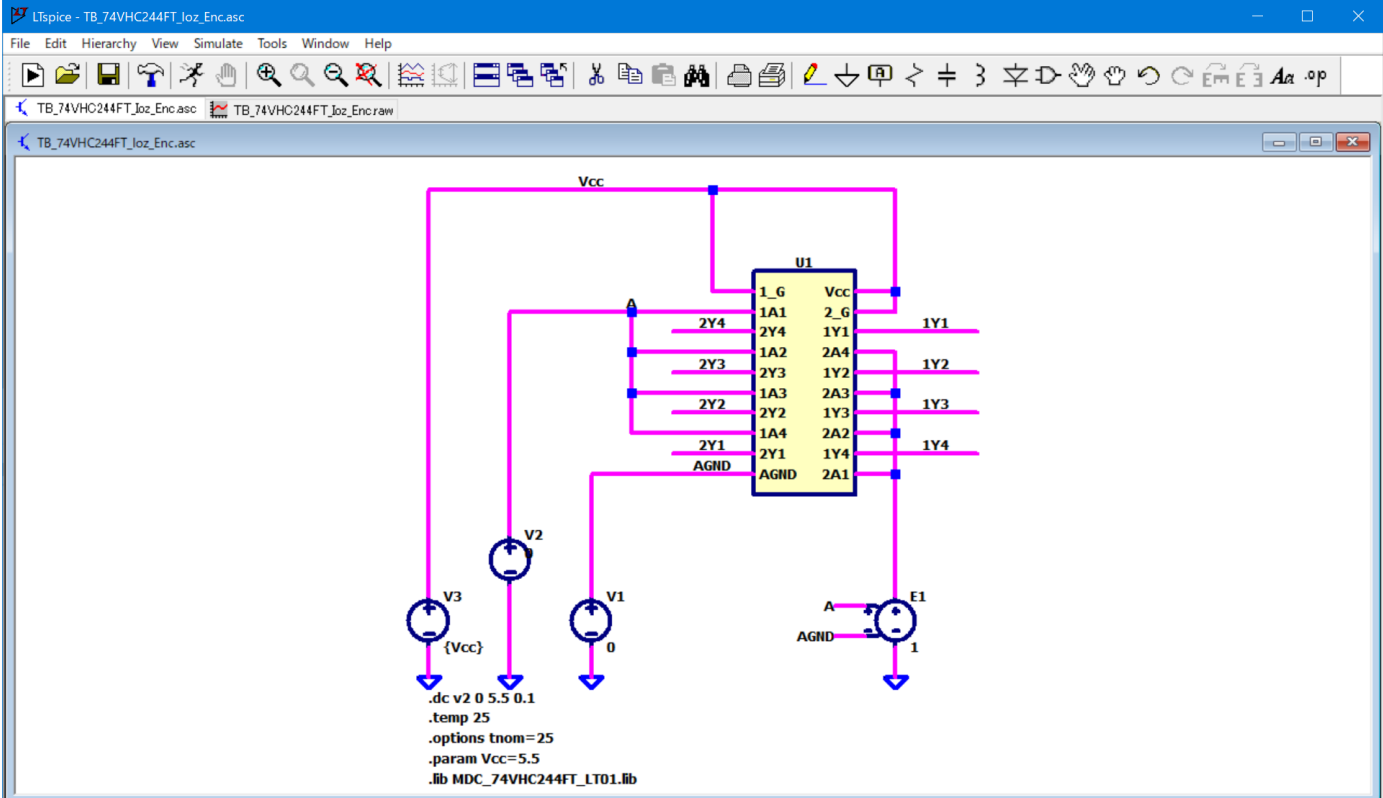 LTspice - TB_74VHC244FT_Ioz_Enc.asc
File Edit Hierarchy View Simulate Tools Window Help
A Aa .op
TB_74VHC244FT_Ioz_Enc.asc TB_74VHC244FT_Ioz_Enc.raw
TB_74VHC244FT_Ioz_Enc.asc
Vcc
U1
1_G Vcc
A 1A1 2_G
2Y4 2Y4 1Y1 1Y1
1A2 2A4
2Y3 2Y3 1Y2 1Y2
1A3 2A3
2Y2 2Y2 1Y3 1Y3
1A4 2A2
2Y1 2Y1 1Y4 1Y4
AGND AGND 2A1
V2
0
V3 V1 E1
A
AGND
{Vcc} 0 1
.dc v2 0 5.5 0.1
.temp 25
.options tnom=25
.param Vcc=5.5
.lib MDC_74VHC244FT_LT01.lib